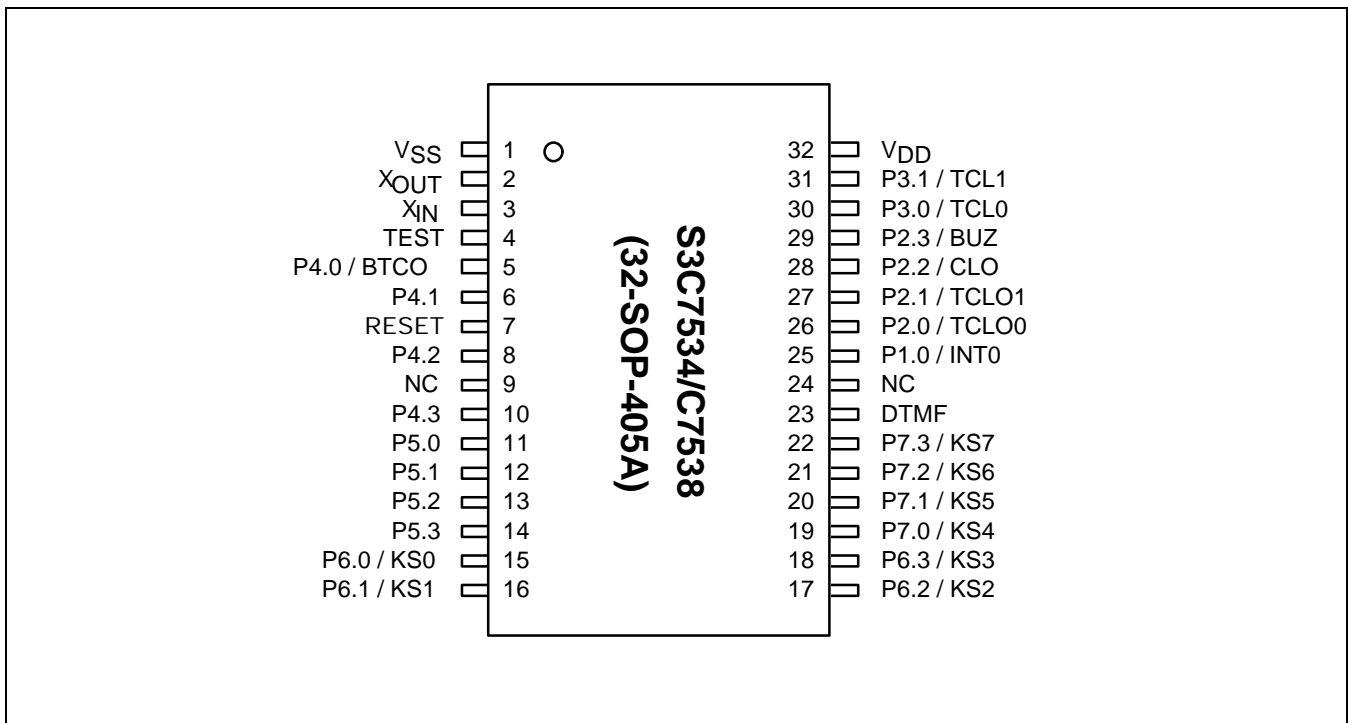 VSS 1 32 VDD
XOUT 2 31 P3.1 / TCL1
XIN 3 30 P3.0 / TCL0
TEST 4 29 P2.3 / BUZ
P4.0 / BTCO 5 28 P2.2 / CLO
P4.1 6 27 P2.1 / TCLO1
RESET 7 26 P2.0 / TCLO0
P4.2 8 25 P1.0 / INT0
NC 9 24 NC
P4.3 10 23 DTMF
P5.0 11 22 P7.3 / KS7
P5.1 12 21 P7.2 / KS6
P5.2 13 20 P7.1 / KS5
P5.3 14 19 P7.0 / KS4
P6.0 / KS0 15 18 P6.3 / KS3
P6.1 / KS1 16 17 P6.2 / KS2
S3C7534/C7538
(32-SOP-405A)